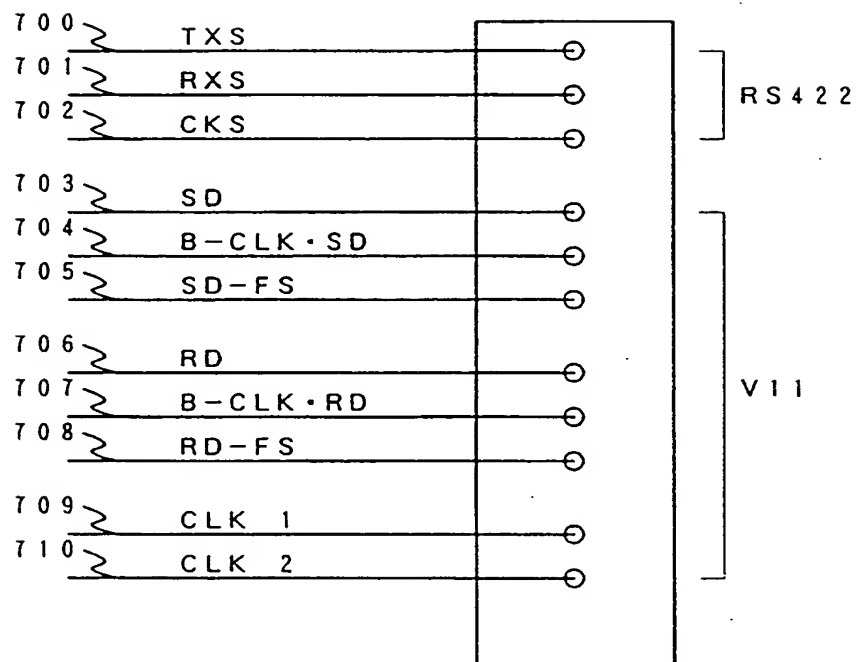 700
TXS
701
RXS
RS422
702
CKS
703
SD
704
B-CLK・SD
705
SD-FS
706
RD
707
B-CLK・RD
V11
708
RD-FS
709
CLK 1
710
CLK 2